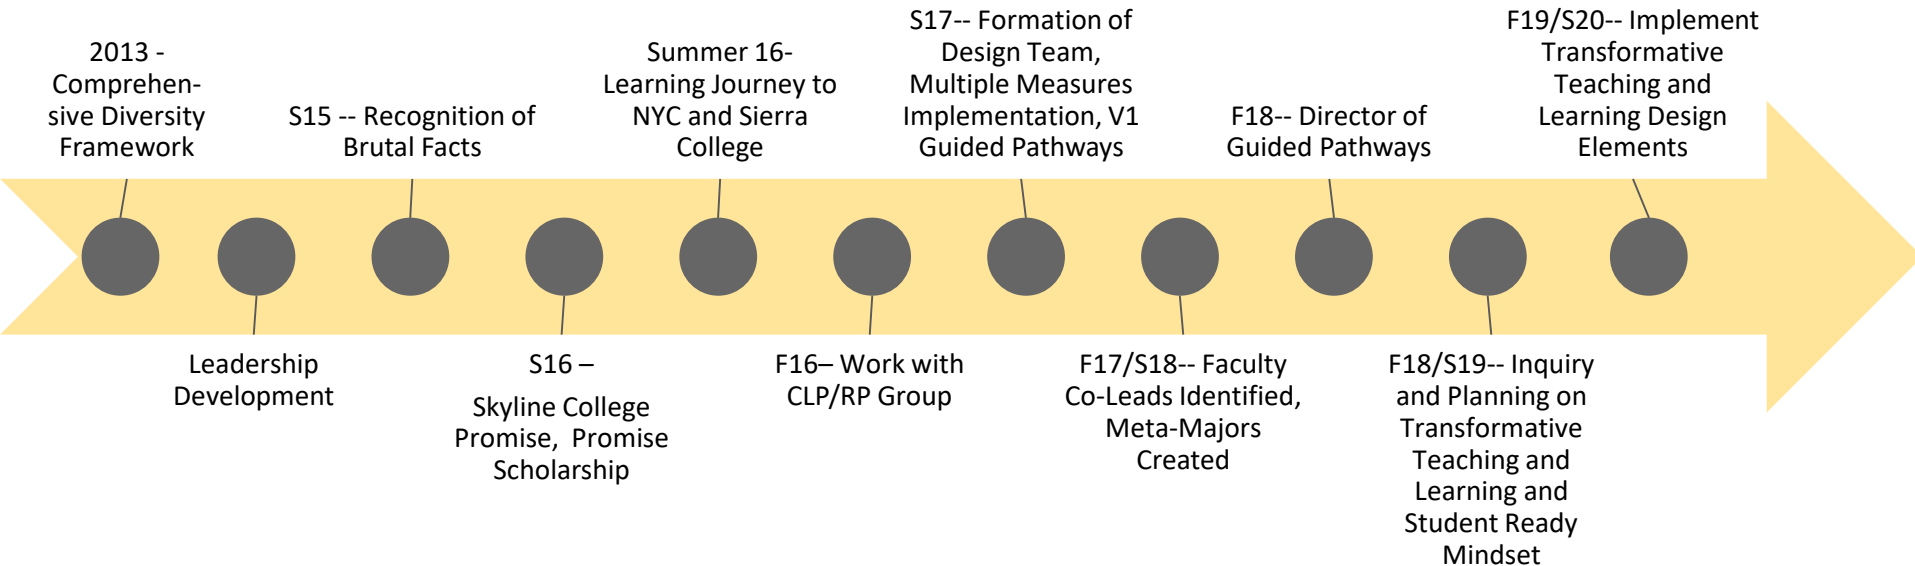 2013 -
Comprehen-
sive Diversity
Framework
Leadership
Development
S15 -- Recognition of
Brutal Facts
S16 –
Skyline College
Promise,  Promise
Scholarship
Summer 16-
Learning Journey to
NYC and Sierra
College
F16– Work with
CLP/RP Group
S17-- Formation of
Design Team,
Multiple Measures
Implementation, V1
Guided Pathways
F17/S18-- Faculty
Co-Leads Identified,
Meta-Majors
Created
F18-- Director of
Guided Pathways
F18/S19-- Inquiry
and Planning on
Transformative
Teaching and
Learning and
Student Ready
Mindset
F19/S20-- Implement
Transformative
Teaching and
Learning Design
Elements